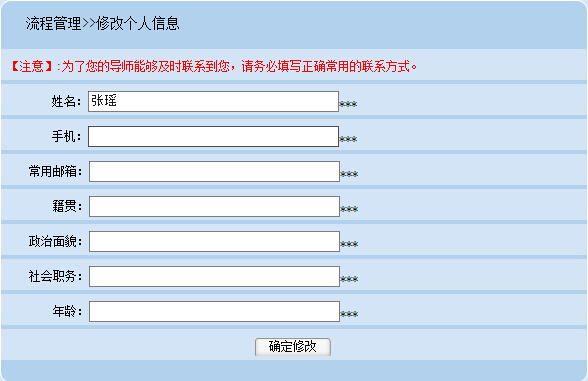 流程管理>>修改个人信息
【注意】:为了您的导师能够及时联系到您，请务必填写正确常用的联系方式。
姓名: 张瑶 ***
手机: ***
常用邮箱: ***
籍贯: ***
政治面貌: ***
社会职务: ***
年龄: ***
确定修改